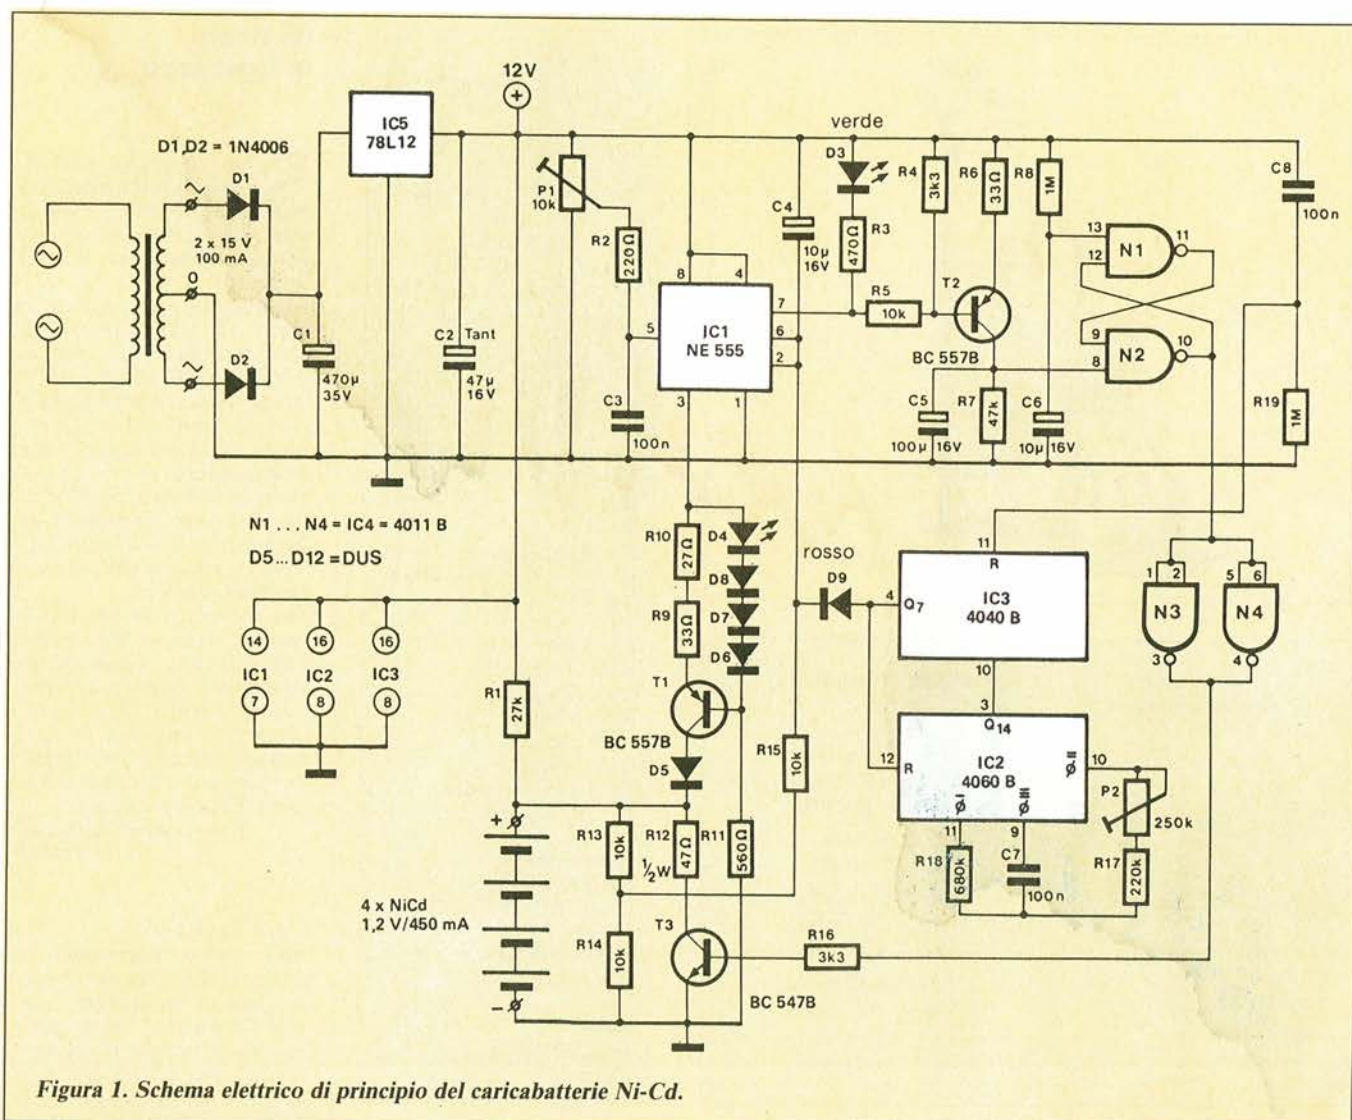 12V
+
IC5
78L12
D1,D2 = 1N4006
D1
2 x 15 V
100 mA
0
D2
C1
470µ
35V
C2 Tant
47µ
16V
P1
10k
R2
220Ω
C3
100n
8
4
5
IC1
NE 555
7
6
2
3
1
C4
10µ
16V
verde
D3
R3
470Ω
R4
3k3
R5
10k
R6
33Ω
T2
BC 557B
R7
47k
C5
100µ 16V
R8
1M
C6
10µ 16V
13
12
N1
11
9
8
N2
10
C8
100n
R19
1M
N1 . . . N4 = IC4 = 4011 B
D5...D12 = DUS
14
16
16
IC1
IC2
IC3
7
8
8
R1
27k
R10
27Ω
R9
33Ω
D4
D8
D7
D6
T1
BC 557B
D5
rosso
D9
11
R
4
Q7
IC3
4040 B
10
3
Q14
12
R
IC2
4060 B
Ø II
10
Ø I
Ø III
11
9
R18
680k
C7
100n
P2
250k
R17
220k
1
2
N3
3
5
6
N4
4
R15
10k
+
4 x NiCd
1,2 V/450 mA
−
R13
10k
R14
10k
R12
47Ω
½W
R11
560Ω
T3
BC 547B
R16
3k3
Figura 1. Schema elettrico di principio del caricabatterie Ni-Cd.